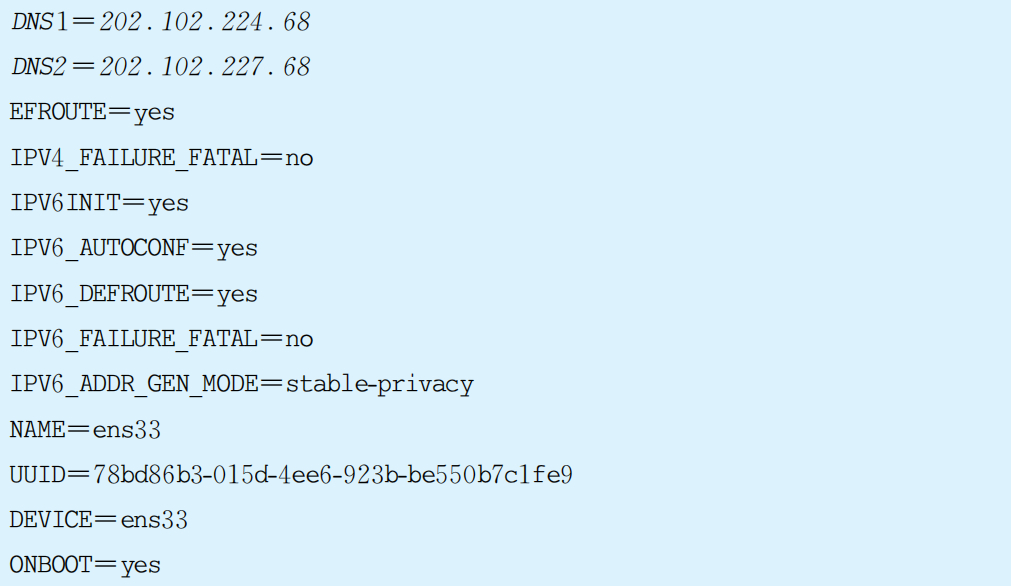 DNS1=202.102.224.68
DNS2=202.102.227.68
EFROUTE=yes
IPV4_FAILURE_FATAL=no
IPV6INIT=yes
IPV6_AUTOCONF=yes
IPV6_DEFROUTE=yes
IPV6_FAILURE_FATAL=no
IPV6_ADDR_GEN_MODE=stable-privacy
NAME=ens33
UUID=78bd86b3-015d-4ee6-923b-be550b7c1fe9
DEVICE=ens33
ONBOOT=yes